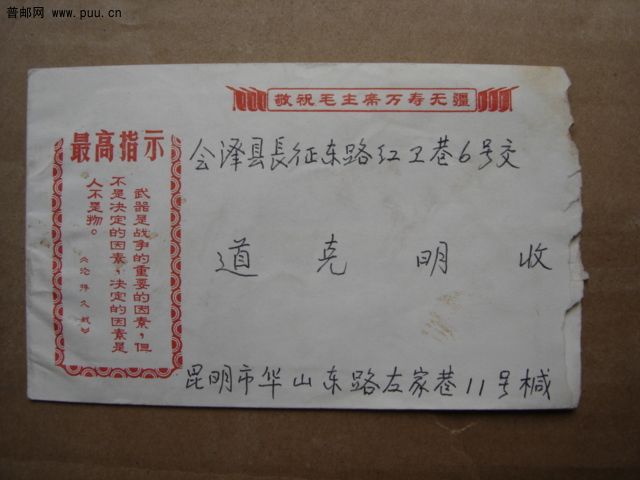 普邮网 www.puu.cn
敬祝毛主席万寿无疆
最高指示
武器是战争的重要的因素，但
不是决定的因素，决定的因素是
人不是物。
《论持久战》
会泽县長征东路红卫巷6号交
道克明收
昆明市华山东路左家巷11号椷